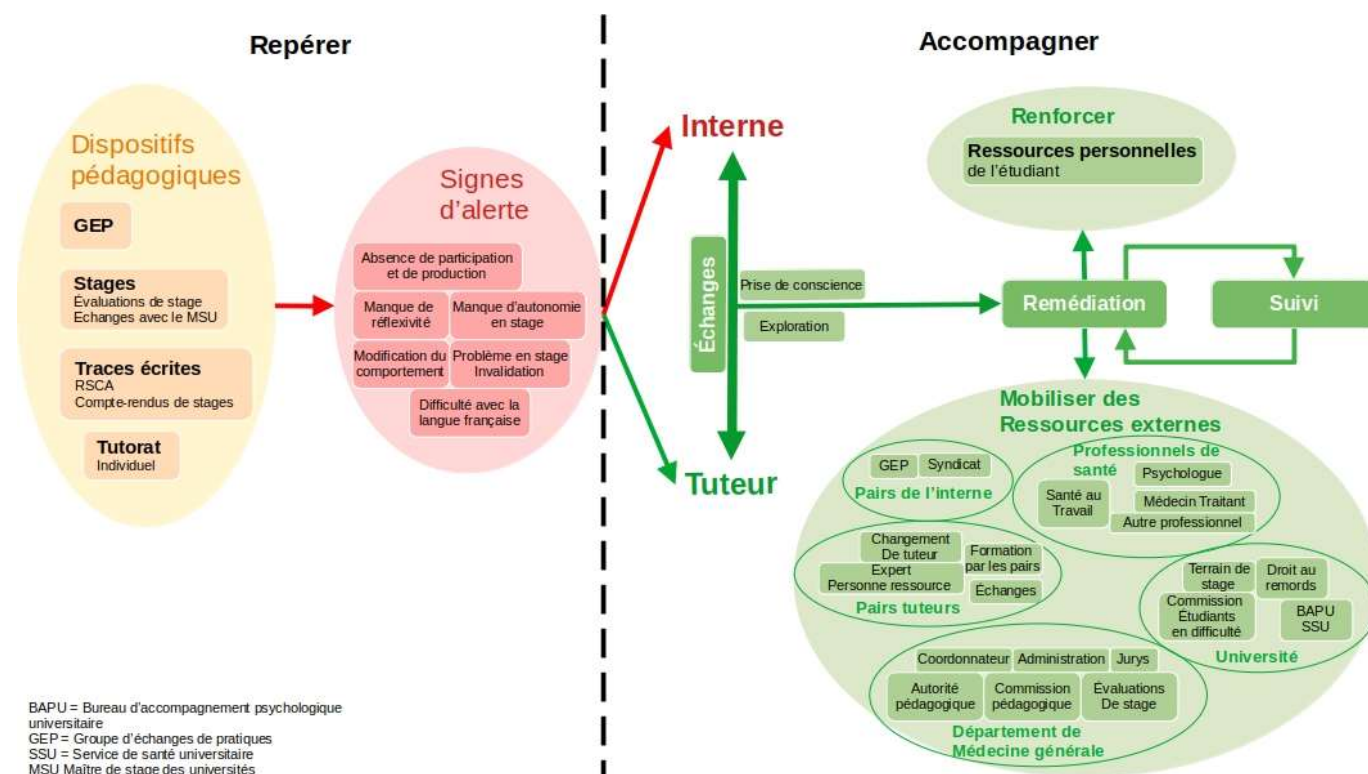 Repérer
Accompagner
Dispositifs
pédagogiques
GEP
Stages
Évaluations de stage
Echanges avec le MSU
Traces écrites
RSCA
Compte-rendus de stages
Tutorat
Individuel
Signes
d'alerte
Absence de participation
et de production
Manque de
réflexivité
Manque d'autonomie
en stage
Modification du
comportement
Problème en stage
Invalidation
Difficulté avec la
langue française
Interne
Échanges
Tuteur
Prise de conscience
Exploration
Renforcer
Ressources personnelles
de l'étudiant
Remédiation
Suivi
Mobiliser des
Ressources externes
GEP
Syndicat
Pairs de l'interne
Professionnels de
santé
Psychologue
Santé au
Travail
Médecin Traitant
Autre professionnel
Changement
De tuteur
Formation
par les pairs
Expert
Personne ressource
Échanges
Pairs tuteurs
Terrain de
stage
Droit au
remords
Commission
Étudiants
en difficulté
BAPU
SSU
Université
Coordonnateur
Administration
Jurys
Autorité
pédagogique
Commission
pédagogique
Évaluations
De stage
Département de
Médecine générale
BAPU = Bureau d'accompagnement psychologique
universitaire
GEP = Groupe d'échanges de pratiques
SSU = Service de santé universitaire
MSU Maître de stage des universités